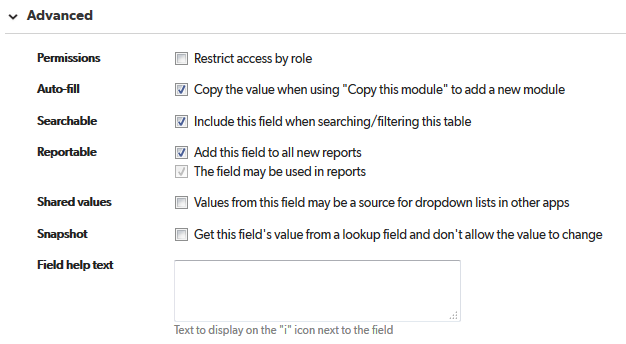 Advanced
Permissions Restrict access by role
Auto-fill Copy the value when using "Copy this module" to add a new module
Searchable Include this field when searching/filtering this table
Reportable Add this field to all new reports
The field may be used in reports
Shared values Values from this field may be a source for dropdown lists in other apps
Snapshot Get this field's value from a lookup field and don't allow the value to change
Field help text
Text to display on the "i" icon next to the field